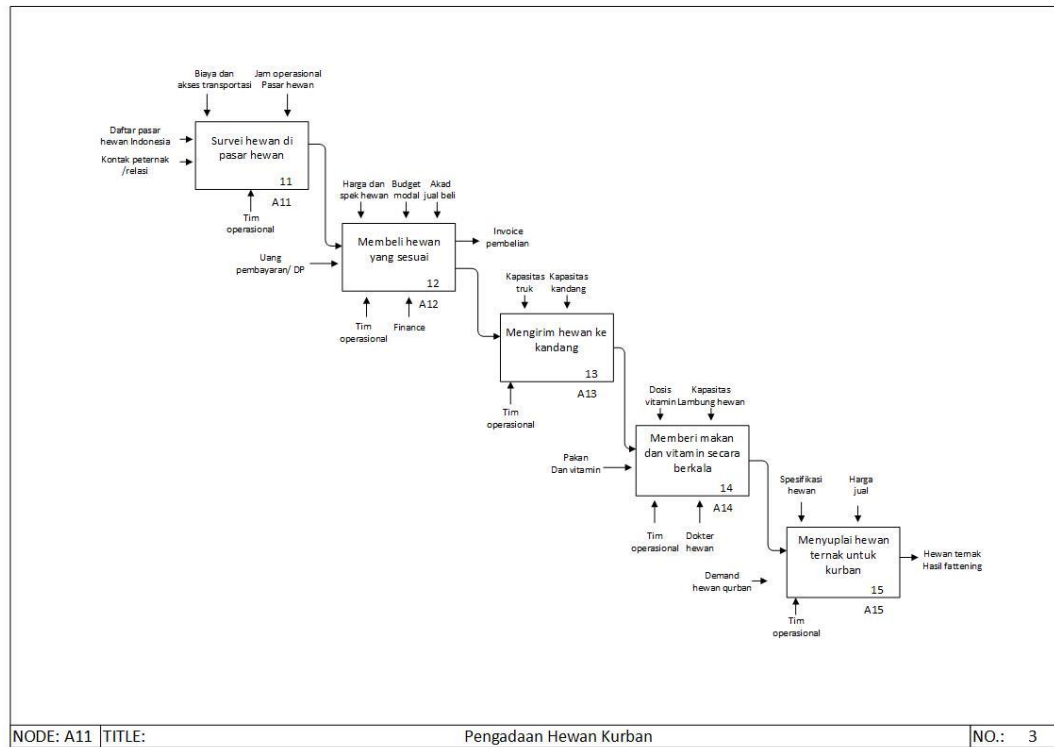 Biaya dan
akses transportasi
Jam operasional
Pasar hewan
Daftar pasar
hewan Indonesia
Kontak peternak
/relasi
Survei hewan di
pasar hewan
11
A11
Tim
operasional
Harga dan
spek hewan
Budget
modal
Akad
jual beli
Uang
pembayaran/ DP
Membeli hewan
yang sesuai
12
A12
Invoice
pembelian
Tim
operasional
Finance
Kapasitas
truk
Kapasitas
kandang
Mengirim hewan ke
kandang
13
A13
Tim
operasional
Dosis
vitamin
Kapasitas
Lambung hewan
Pakan
Dan vitamin
Memberi makan
dan vitamin secara
berkala
14
A14
Tim
operasional
Dokter
hewan
Spesifikasi
hewan
Harga
jual
Demand
hewan qurban
Menyuplai hewan
ternak untuk
kurban
15
A15
Hewan ternak
Hasil fattening
Tim
operasional
NODE: A11 TITLE: Pengadaan Hewan Kurban NO.: 3